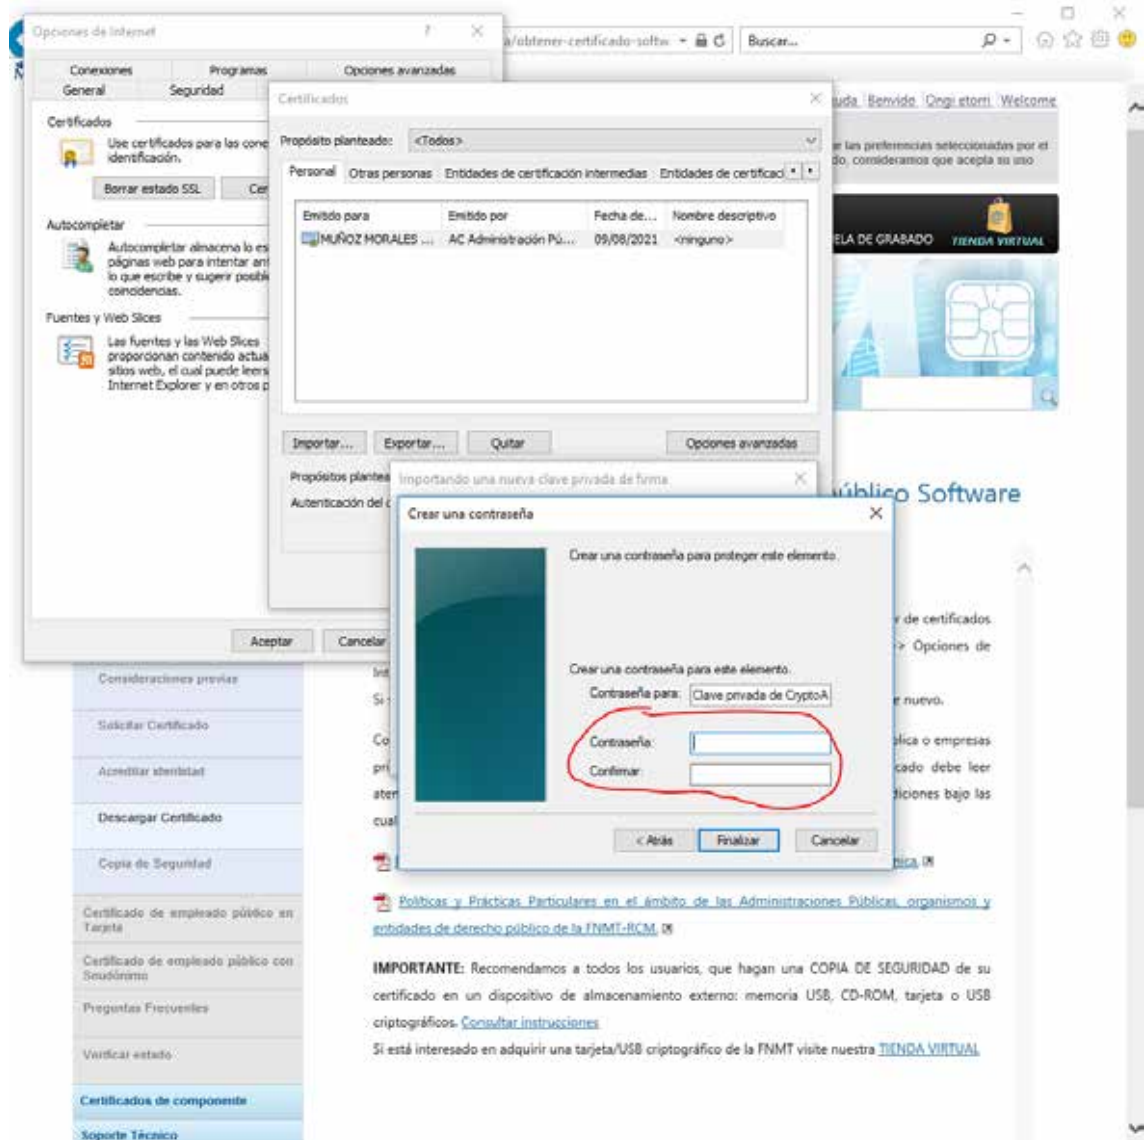 Opciones de Internet
?
a/obtener-certificado-softw
Buscar...
Conexiones Programas Opciones avanzadas
General Seguridad
Certificados
Use certificados para las cone
identificación.
Borrar estado SSL Cer
Autocompletar
Autocompletar almacena lo es
páginas web para intentar ant
lo que escribe y sugerir posible
coincidencias.
Fuentes y Web Slices
Las fuentes y las Web Slices
proporcionan contenido actua
sitios web, el cual puede leers
Internet Explorer y en otros p
Aceptar Cancelar
Certificados
Propósito planteado: <Todos>
Personal Otras personas Entidades de certificación intermedias Entidades de certificaci
Emitido para Emitido por Fecha de... Nombre descriptivo
MUÑOZ MORALES ... AC Administración Pú... 09/08/2021 <ninguno>
Importar... Exportar... Quitar Opciones avanzadas
Propósitos plantea
Autenticación del c
Importando una nueva clave privada de firma
Crear una contraseña
Crear una contraseña para proteger este elemento.
Crear una contraseña para este elemento.
Contraseña para: Clave privada de CryptoA
Contraseña:
Confirmar:
< Atrás Finalizar Cancelar
uda Benvido Ongi etorri Welcome
e las preferencias seleccionadas por el
do, consideramos que acepta su uso
ELA DE GRABADO TIENDA VIRTUAL
úblico Software
r de certificados
> Opciones de
Int
Si
e nuevo.
Co
blica o empresas
pri
cado debe leer
aten
diciones bajo las
cual
nica.
Políticas y Prácticas Particulares en el ámbito de las Administraciones Públicas, organismos y
entidades de derecho público de la FNMT-RCM.
IMPORTANTE: Recomendamos a todos los usuarios, que hagan una COPIA DE SEGURIDAD de su
certificado en un dispositivo de almacenamiento externo: memoria USB, CD-ROM, tarjeta o USB
criptográficos. Consultar instrucciones
Si está interesado en adquirir una tarjeta/USB criptográfico de la FNMT visite nuestra TIENDA VIRTUAL
Consideraciones previas
Solicitar Certificado
Acreditar identidad
Descargar Certificado
Copia de Seguridad
Certificado de empleado público en
Tarjeta
Certificado de empleado público con
Seudónimo
Preguntas Frecuentes
Verificar estado
Certificados de componente
Soporte Técnico